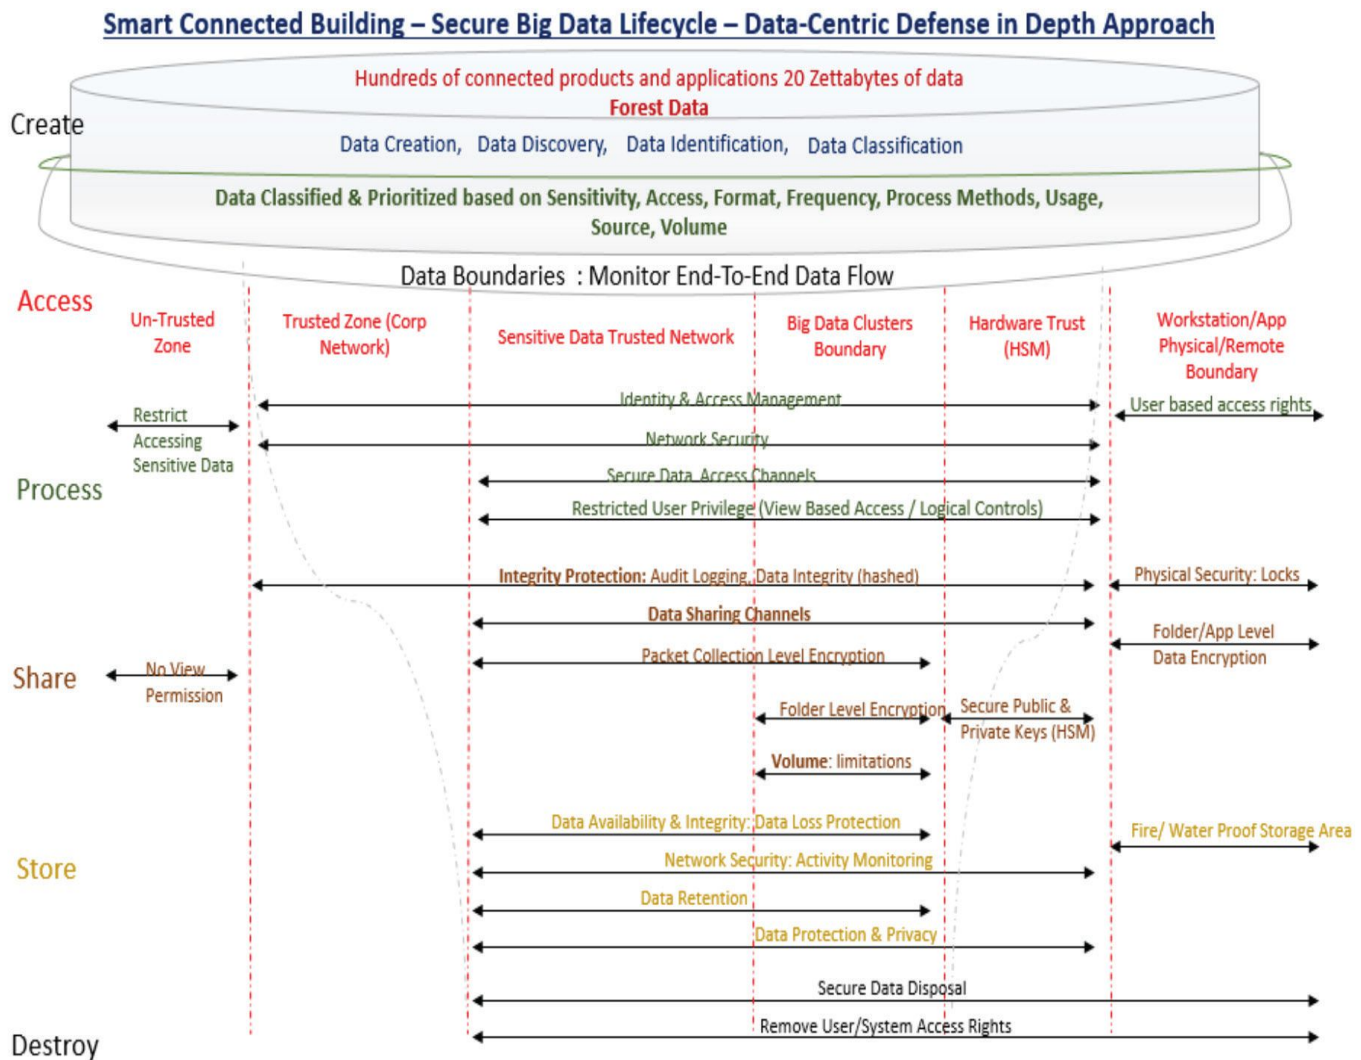 Smart Connected Building – Secure Big Data Lifecycle – Data-Centric Defense in Depth Approach
Hundreds of connected products and applications 20 Zettabytes of data
Forest Data
Create
Data Creation, Data Discovery, Data Identification, Data Classification
Data Classified & Prioritized based on Sensitivity, Access, Format, Frequency, Process Methods, Usage,
Source, Volume
Data Boundaries : Monitor End-To-End Data Flow
Access
Un-Trusted
Zone
Trusted Zone (Corp
Network)
Sensitive Data Trusted Network
Big Data Clusters
Boundary
Hardware Trust
(HSM)
Workstation/App
Physical/Remote
Boundary
Identity & Access Management
User based access rights
Restrict
Accessing
Sensitive Data
Network Security
Secure Data Access Channels
Process
Restricted User Privilege (View Based Access / Logical Controls)
Integrity Protection: Audit Logging, Data Integrity (hashed)
Physical Security: Locks
Data Sharing Channels
Folder/App Level
Data Encryption
Packet Collection Level Encryption
Share
No View
Permission
Folder Level Encryption
Secure Public &
Private Keys (HSM)
Volume: limitations
Data Availability & Integrity: Data Loss Protection
Fire/ Water Proof Storage Area
Store
Network Security: Activity Monitoring
Data Retention
Data Protection & Privacy
Secure Data Disposal
Remove User/System Access Rights
Destroy